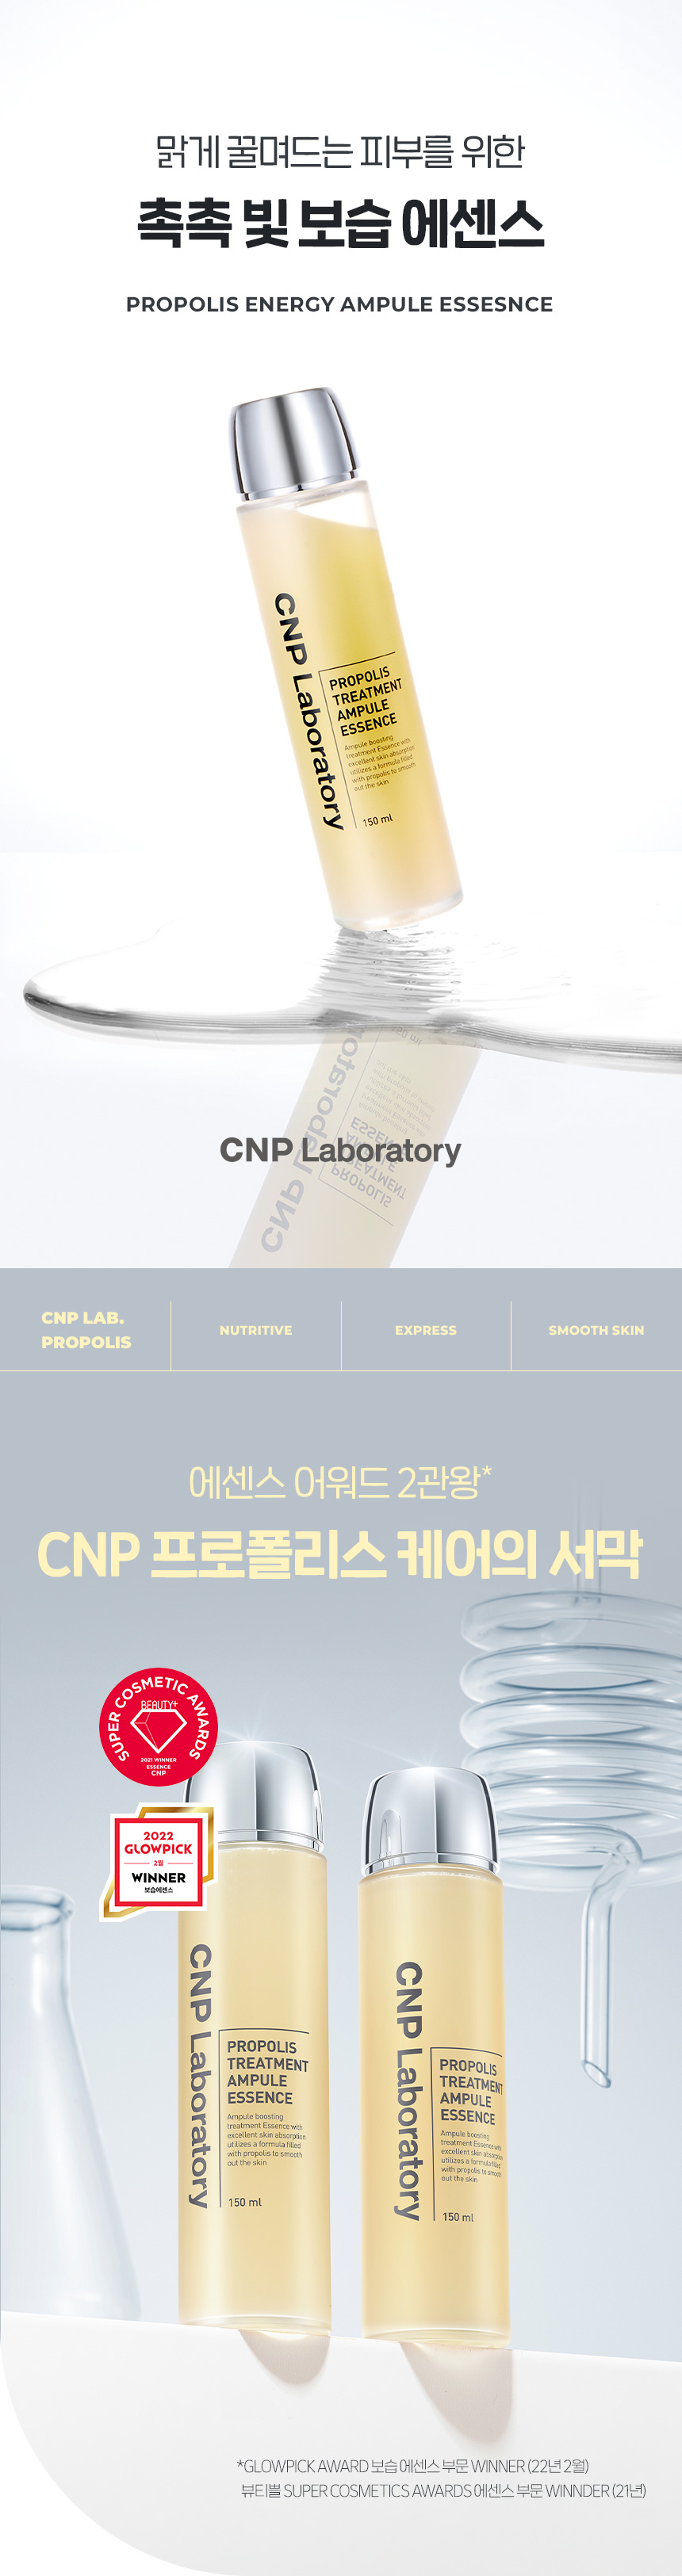 맑게 꿀며드는 피부를 위한
촉촉 빛 보습 에센스
PROPOLIS ENERGY AMPULE ESSESNCE
CNP Laboratory
PROPOLIS
TREATMENT
AMPULE
ESSENCE
Ampule boosting
treatment Essence with
excellent skin absorption
utilizes a formula filled
with propolis to smooth
out the skin
150 ml
CNP Laboratory
CNP LAB.
PROPOLIS
NUTRITIVE
EXPRESS
SMOOTH SKIN
에센스 어워드 2관왕*
CNP 프로폴리스 케어의 서막
SUPER COSMETIC AWARDS
BEAUTY+
2021 WINNER
ESSENCE
CNP
2022
GLOWPICK
2월
WINNER
보습에센스
CNP Laboratory
PROPOLIS
TREATMENT
AMPULE
ESSENCE
Ampule boosting
treatment Essence with
excellent skin absorption
utilizes a formula filled
with propolis to smooth
out the skin
150 ml
CNP Laboratory
PROPOLIS
TREATMENT
AMPULE
ESSENCE
Ampule boosting
treatment Essence with
excellent skin absorption
utilizes a formula filled
with propolis to smooth
out the skin
150 ml
*GLOWPICK AWARD 보습 에센스 부문 WINNER (22년 2월)
뷰티쁠 SUPER COSMETICS AWARDS 에센스 부문 WINNDER (21년)